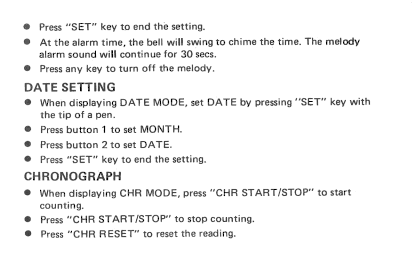 ● Press "SET" key to end the setting.
● At the alarm time, the bell will swing to chime the time. The melody
alarm sound will continue for 30 secs.
● Press any key to turn off the melody.
DATE SETTING
● When displaying DATE MODE, set DATE by pressing "SET" key with
the tip of a pen.
● Press button 1 to set MONTH.
● Press button 2 to set DATE.
● Press "SET" key to end the setting.
CHRONOGRAPH
● When displaying CHR MODE, press "CHR START/STOP" to start
counting.
● Press "CHR START/STOP" to stop counting.
● Press "CHR RESET" to reset the reading.